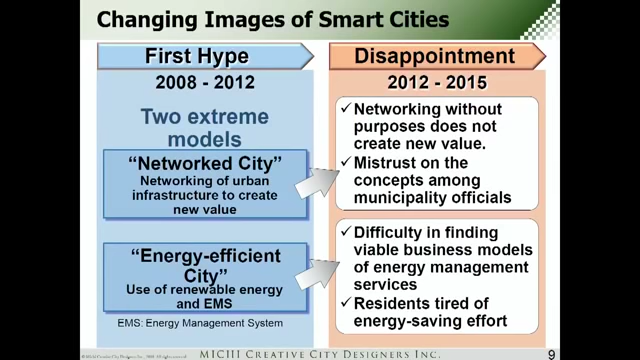 Changing Images of Smart Cities
First Hype
2008 - 2012
Two extreme
models
“Networked City”
Networking of urban
infrastructure to create
new value
“Energy-efficient
City”
Use of renewable energy
and EMS
EMS: Energy Management System
Disappointment
2012 - 2015
✓Networking without
purposes does not
create new value.
✓Mistrust on the
concepts among
municipality officials
✓Difficulty in finding
viable business models
of energy management
services
✓Residents tired of
energy-saving effort
MICIII CREATIVE CITY DESIGNERS INC.
9